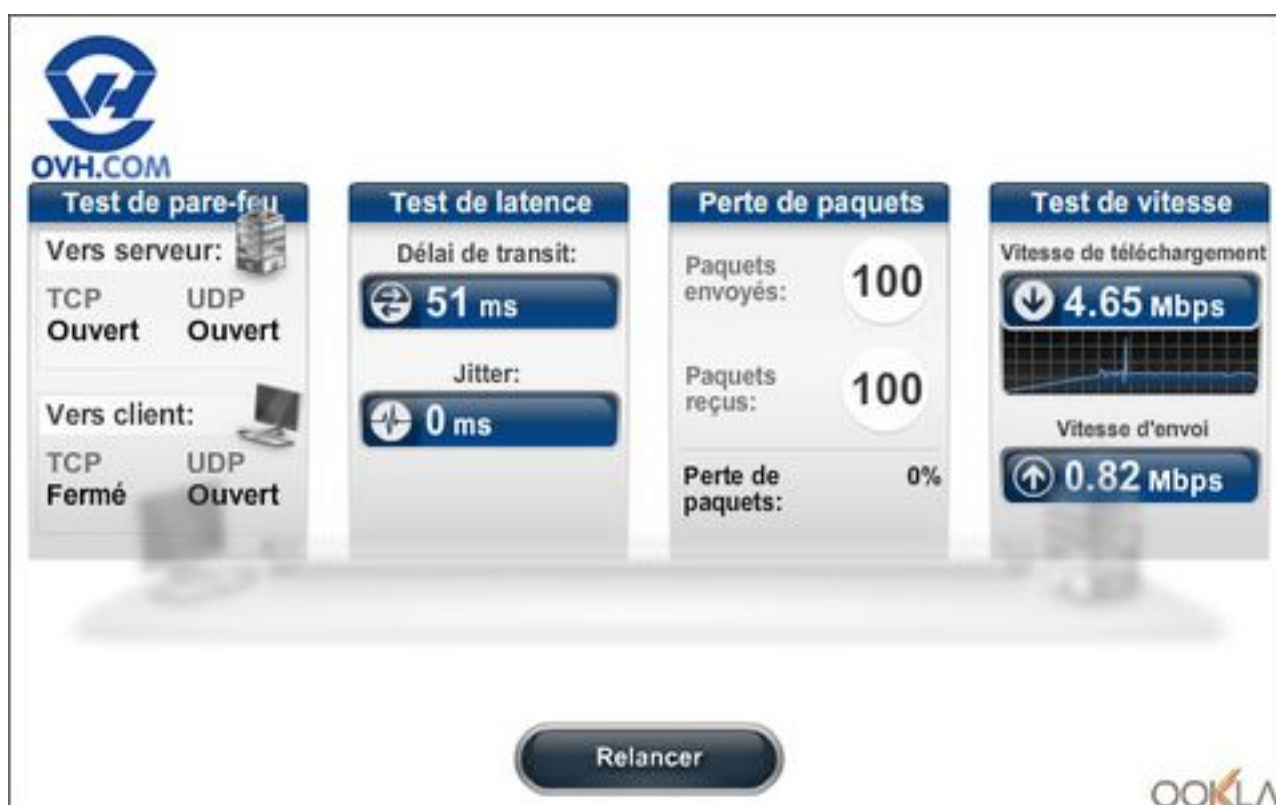 OVH.COM
Test de pare-feu
Vers serveur:
TCP UDP
Ouvert Ouvert
Vers client:
TCP UDP
Fermé Ouvert
Test de latence
Délai de transit:
51 ms
Jitter:
0 ms
Perte de paquets
Paquets
envoyés:
100
Paquets
reçus:
100
Perte de
paquets:
0%
Test de vitesse
Vitesse de téléchargement
4.65 Mbps
Vitesse d'envoi
0.82 Mbps
Relancer
OOKLA